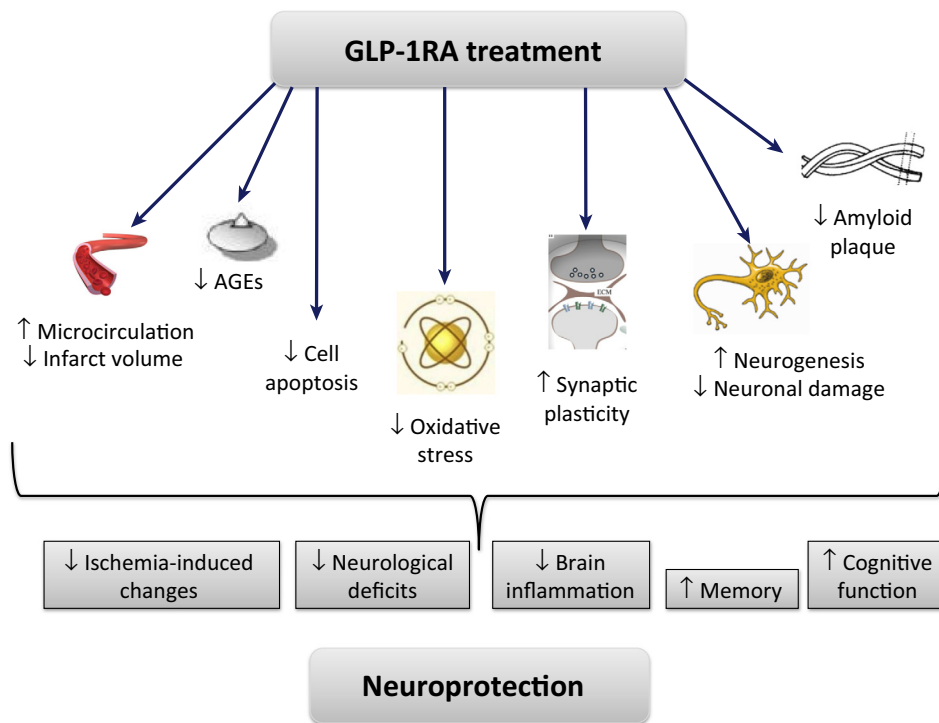 GLP-1RA treatment
↓ Amyloid
plaque
↓ AGEs
ECM
↑ Microcirculation
↓ Infarct volume
↓ Cell
apoptosis
↓ Oxidative
stress
↑ Synaptic
plasticity
↑ Neurogenesis
↓ Neuronal damage
↓ Ischemia-induced
changes
↓ Neurological
deficits
↓ Brain
inflammation
↑ Memory
↑ Cognitive
function
Neuroprotection